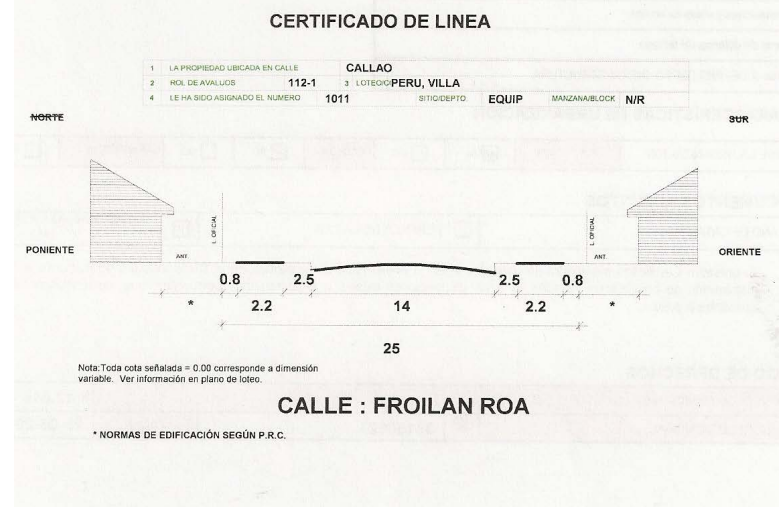 CERTIFICADO DE LINEA
1 LA PROPIEDAD UBICADA EN CALLE CALLAO
2 ROL DE AVALUOS 112-1 3 LOTEO/C PERU, VILLA
4 LE HA SIDO ASIGNADO EL NUMERO 1011 SITIO/DEPTO EQUIP MANZANA/BLOCK N/R
NORTE SUR
L. OFICIAL L. OFICIAL
PONIENTE ORIENTE
ANT. ANT.
0.8 2.5 2.5 0.8
* 2.2 14 2.2 *
25
Nota:Toda cota señalada = 0.00 corresponde a dimensión
variable. Ver información en plano de loteo.
CALLE : FROILAN ROA
* NORMAS DE EDIFICACIÓN SEGÚN P.R.C.